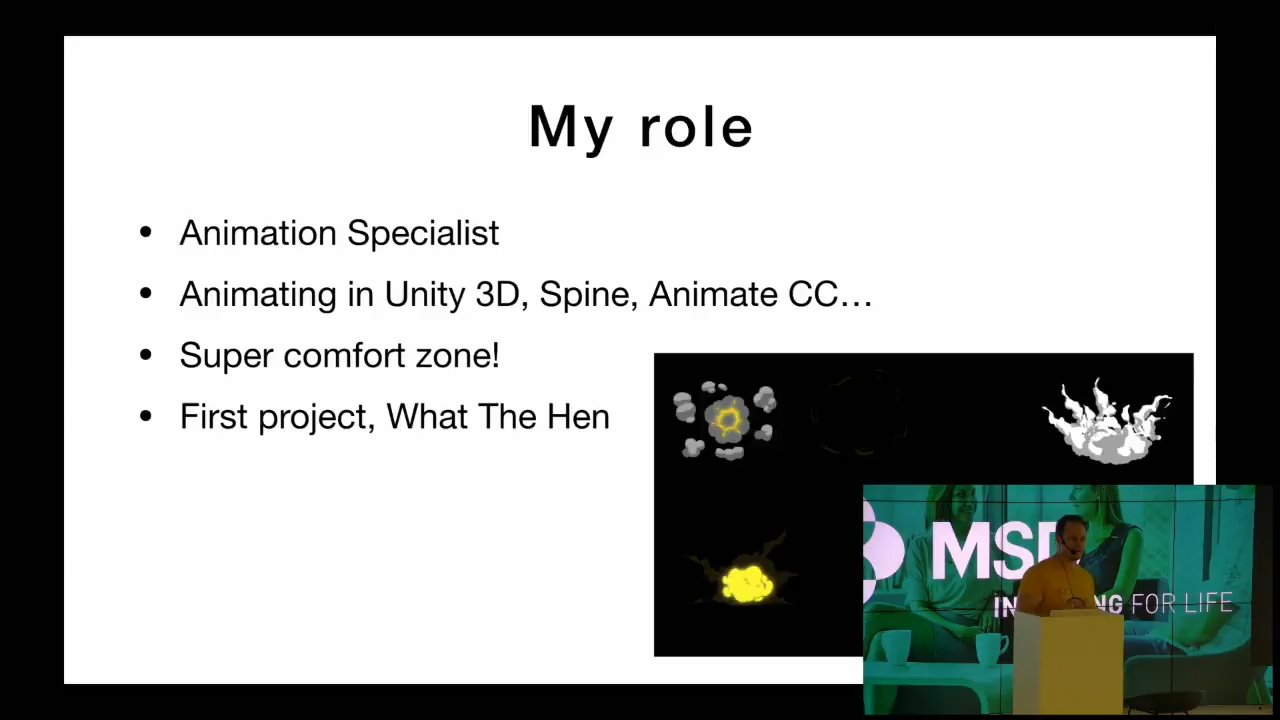 My role
• Animation Specialist
• Animating in Unity 3D, Spine, Animate CC…
• Super comfort zone!
• First project, What The Hen
MS
FOR LIFE